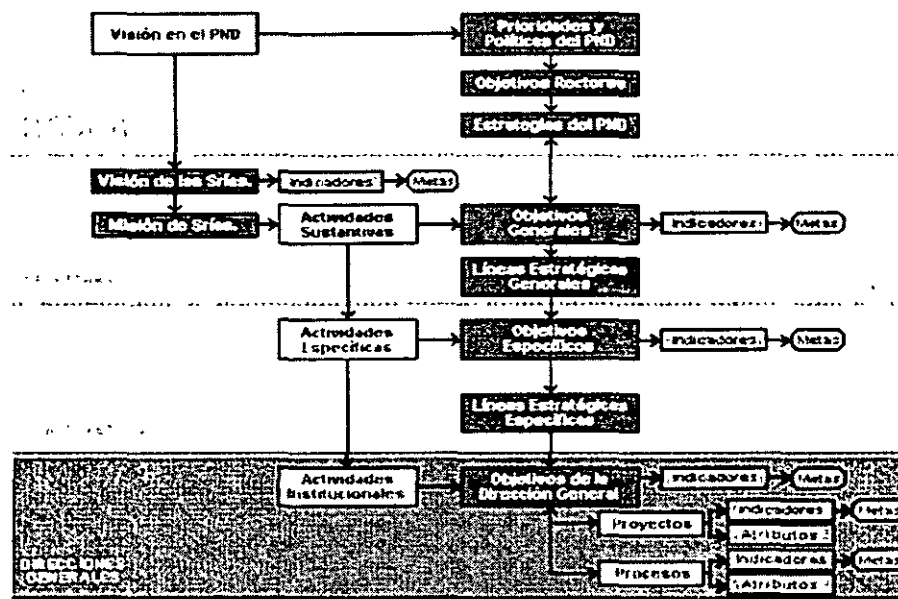 Visión en el PND
Prioridades y
Políticas del PND
Objetivos Rectores
Estrategias del PND
Visión de las Sríes.
Indicadores
Metas
Misión de Sríes.
Actividades
Sustantivas
Objetivos
Generales
Indicadores
Metas
Líneas Estratégicas
Generales
Actividades
Específicas
Objetivos
Específicos
Indicadores
Metas
Líneas Estratégicas
Específicas
Actividades
Institucionales
Objetivos de la
Dirección General
Indicadores
Metas
Proyectos
Indicadores
Metas
Atributos
Procesos
Indicadores
Metas
Atributos
DIRECCIONES
GENERALES